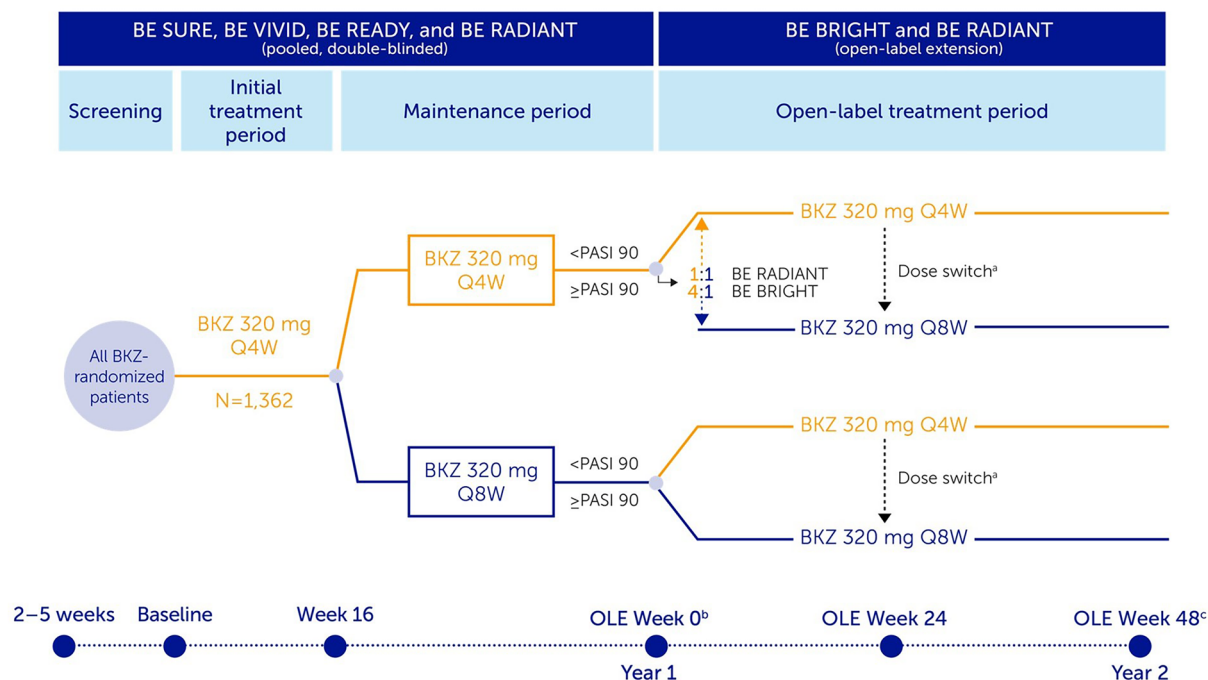 BE SURE, BE VIVID, BE READY, and BE RADIANT
(pooled, double-blinded)
BE BRIGHT and BE RADIANT
(open-label extension)
Screening
Initial
treatment
period
Maintenance period
Open-label treatment period
All BKZ-
randomized
patients
BKZ 320 mg
Q4W
N=1,362
BKZ 320 mg
Q4W
<PASI 90
≥PASI 90
BKZ 320 mg Q4W
1:1 BE RADIANT
4:1 BE BRIGHT
Dose switchᵃ
BKZ 320 mg Q8W
BKZ 320 mg
Q8W
<PASI 90
≥PASI 90
BKZ 320 mg Q4W
Dose switchᵃ
BKZ 320 mg Q8W
2–5 weeks
Baseline
Week 16
OLE Week 0ᵇ
OLE Week 24
OLE Week 48ᶜ
Year 1
Year 2